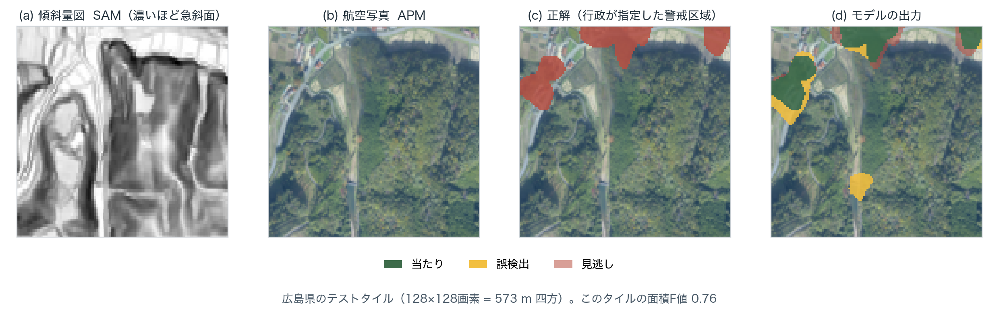 (a) 傾斜量図 SAM（濃いほど急斜面）
(b) 航空写真 APM
(c) 正解（行政が指定した警戒区域）
(d) モデルの出力
当たり
誤検出
見逃し
広島県のテストタイル（128×128画素 = 573 m 四方）。このタイルの面積F値 0.76